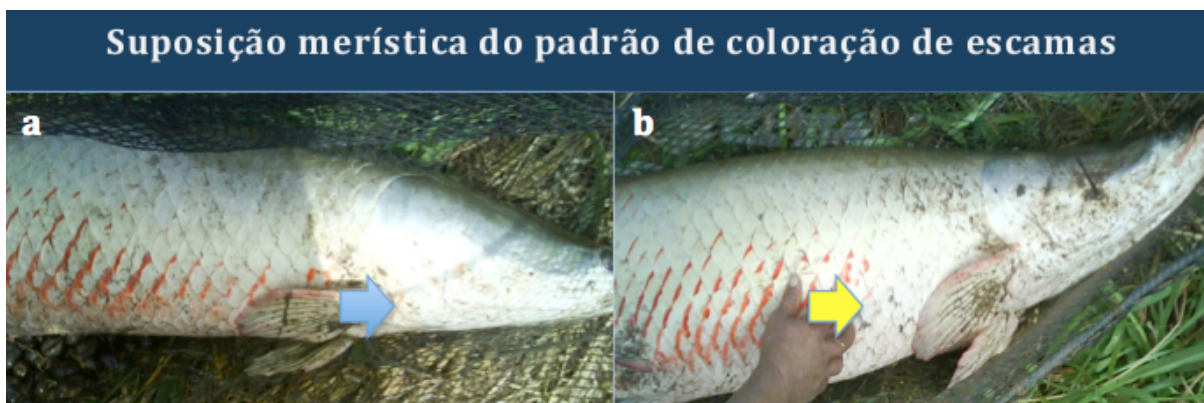 Suposição merística do padrão de coloração de escamas
a
b